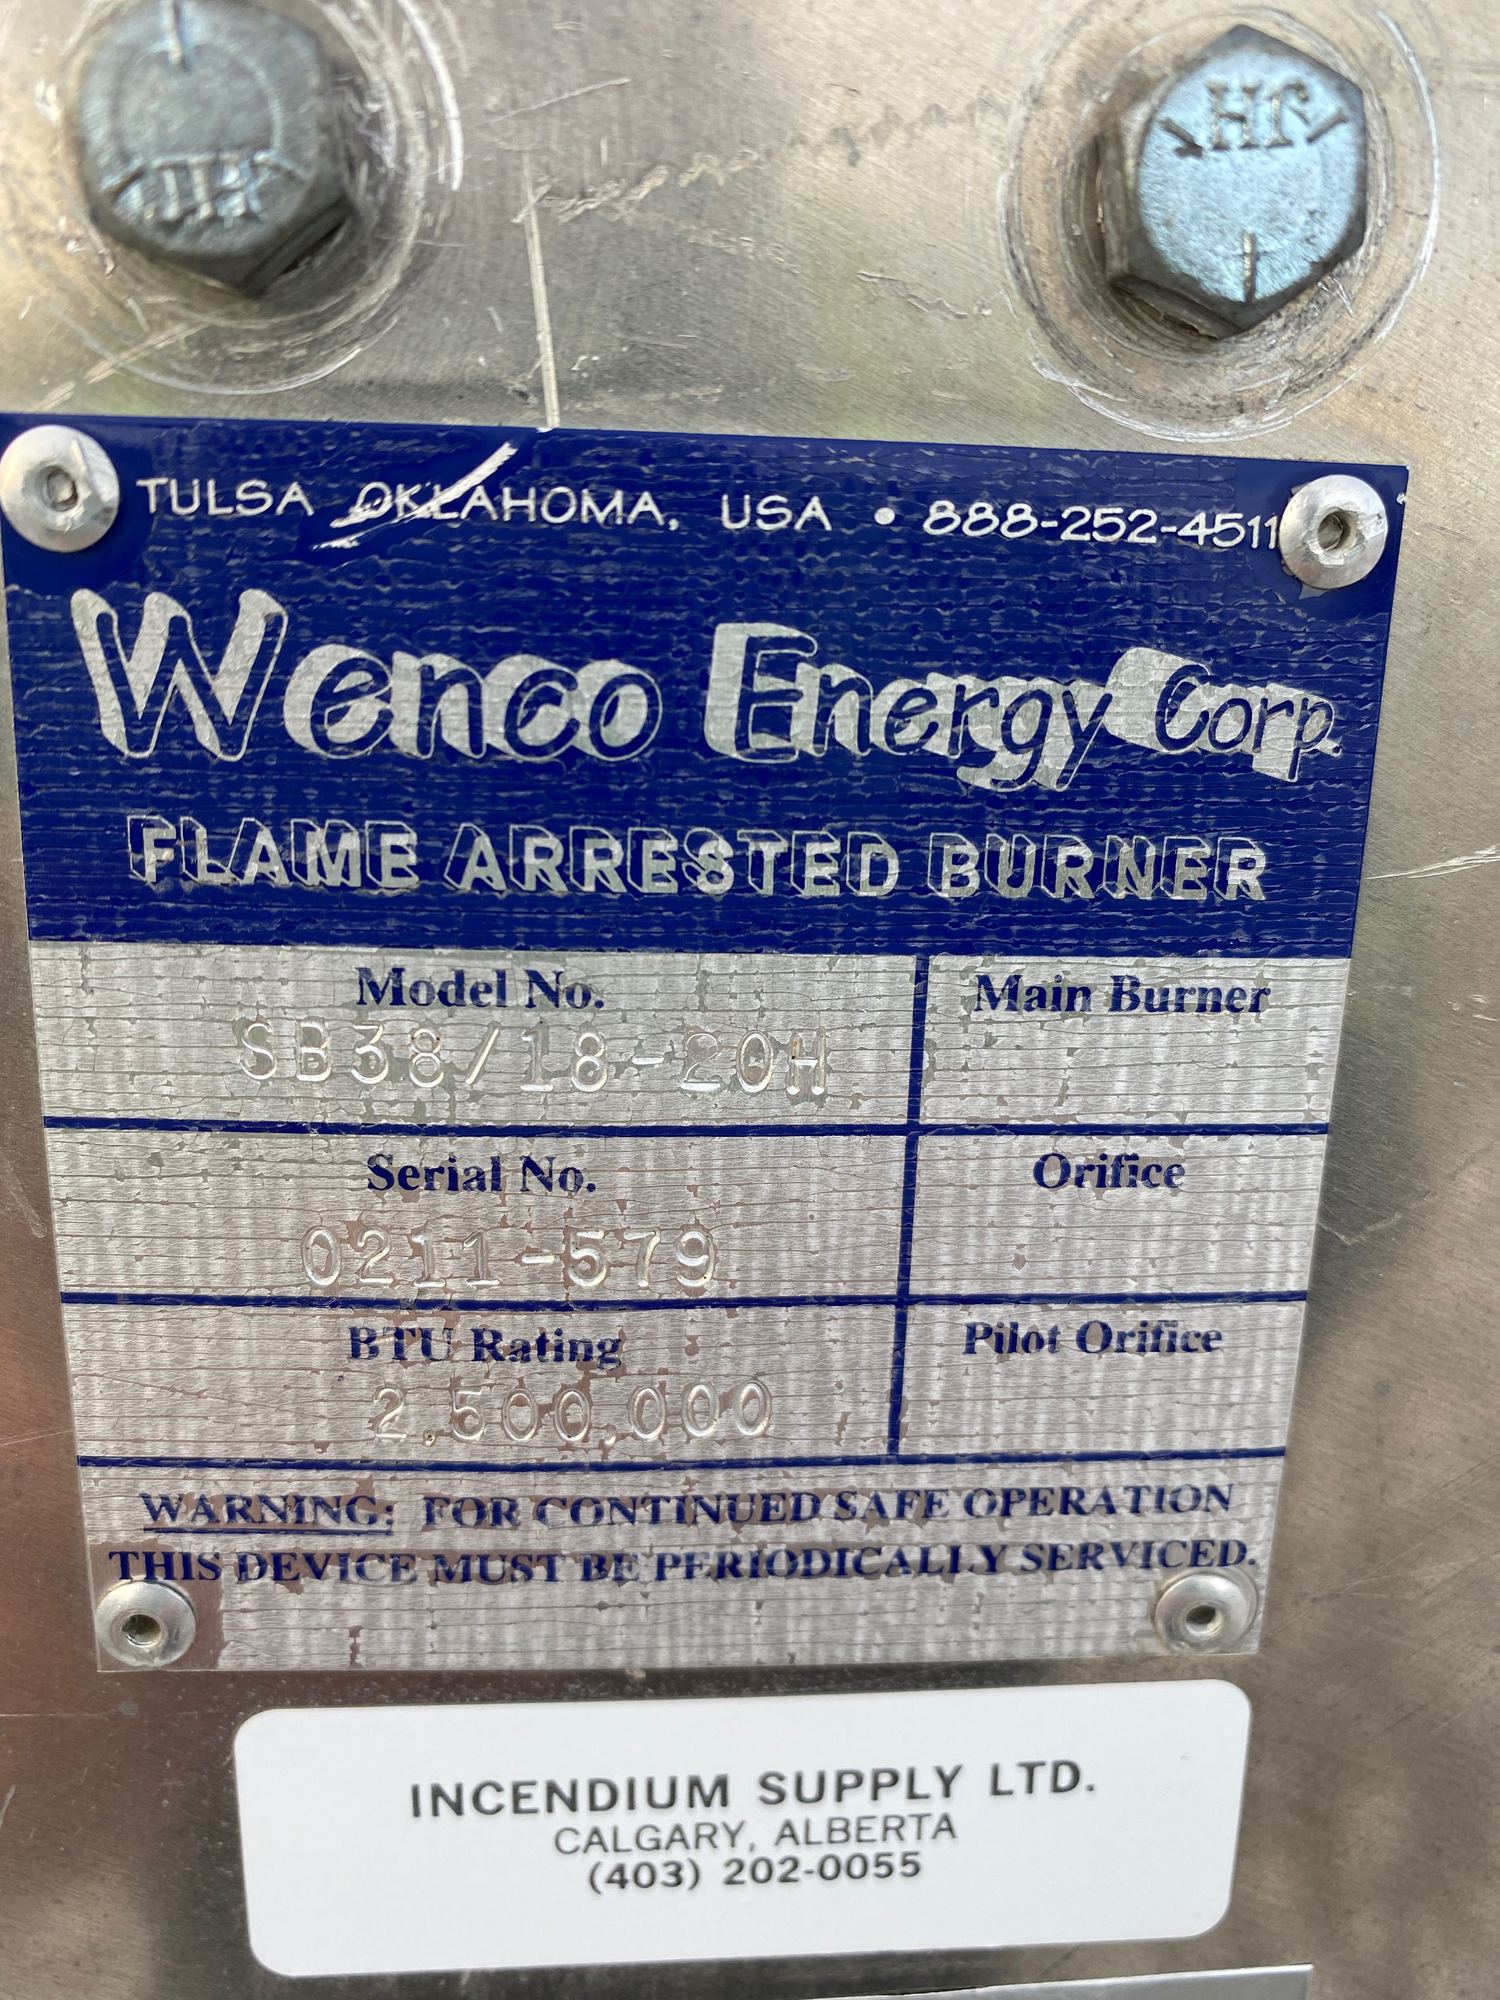 JH
TULSA OKLAHOMA, USA • 888-252-4511
Wenco Energy Corp.
FLAME ARRESTED BURNER
Model No.
SB38/18-20H
Main Burner
Serial No.
0211-579
Orifice
BTU Rating
2,500,000
Pilot Orifice
WARNING: FOR CONTINUED SAFE OPERATION
THIS DEVICE MUST BE PERIODICALLY SERVICED.
INCENDIUM SUPPLY LTD.
CALGARY, ALBERTA
(403) 202-0055